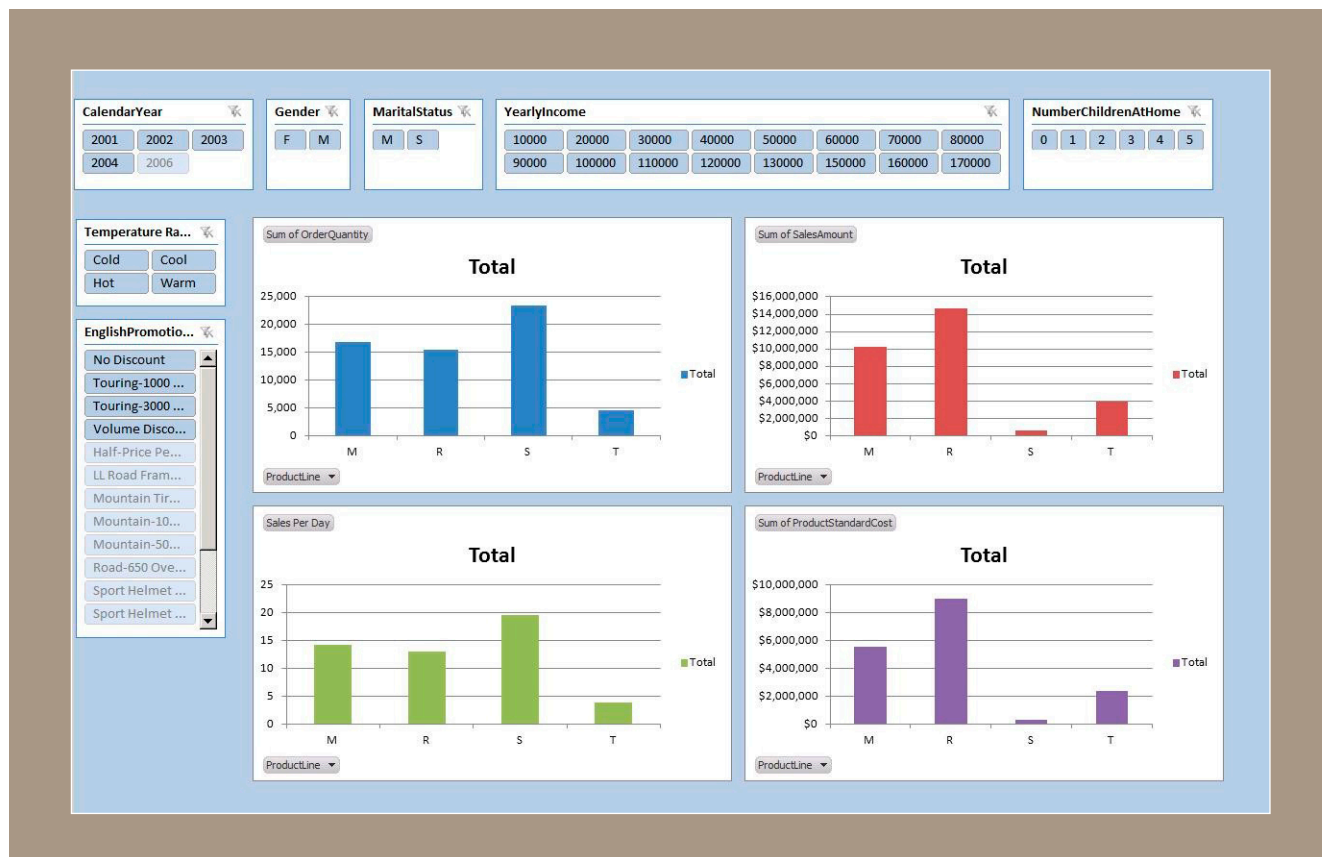 CalendarYear
2001 2002 2003
2004 2006
Gender
F M
MaritalStatus
M S
YearlyIncome
10000 20000 30000 40000 50000 60000 70000 80000
90000 100000 110000 120000 130000 150000 160000 170000
NumberChildrenAtHome
0 1 2 3 4 5
Temperature Ra...
Cold Cool
Hot Warm
EnglishPromotio...
No Discount
Touring-1000 ...
Touring-3000 ...
Volume Disco...
Half-Price Pe...
LL Road Fram...
Mountain Tir...
Mountain-10...
Mountain-50...
Road-650 Ove...
Sport Helmet ...
Sport Helmet ...
Sum of OrderQuantity
Total
25,000
20,000
15,000
10,000
5,000
0
M R S T
Total
ProductLine
Sum of SalesAmount
Total
$16,000,000
$14,000,000
$12,000,000
$10,000,000
$8,000,000
$6,000,000
$4,000,000
$2,000,000
$0
M R S T
Total
ProductLine
Sales Per Day
Total
25
20
15
10
5
0
M R S T
Total
ProductLine
Sum of ProductStandardCost
Total
$10,000,000
$8,000,000
$6,000,000
$4,000,000
$2,000,000
$0
M R S T
Total
ProductLine